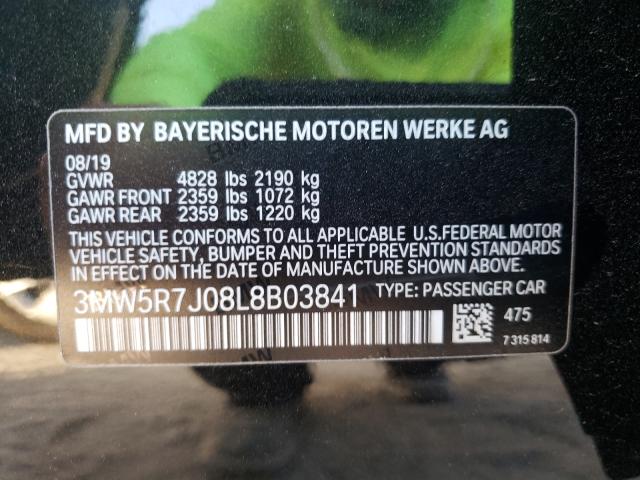 MFD BY BAYERISCHE MOTOREN WERKE AG
08/19
GVWR 4828 lbs 2190 kg
GAWR FRONT 2359 lbs 1072 kg
GAWR REAR 2359 lbs 1220 kg
THIS VEHICLE CONFORMS TO ALL APPLICABLE U.S.FEDERAL MOTOR
VEHICLE SAFETY, BUMPER AND THEFT PREVENTION STANDARDS
IN EFFECT ON THE DATE OF MANUFACTURE SHOWN ABOVE.
3MW5R7J08L8B03841 TYPE: PASSENGER CAR
475
7 315 814